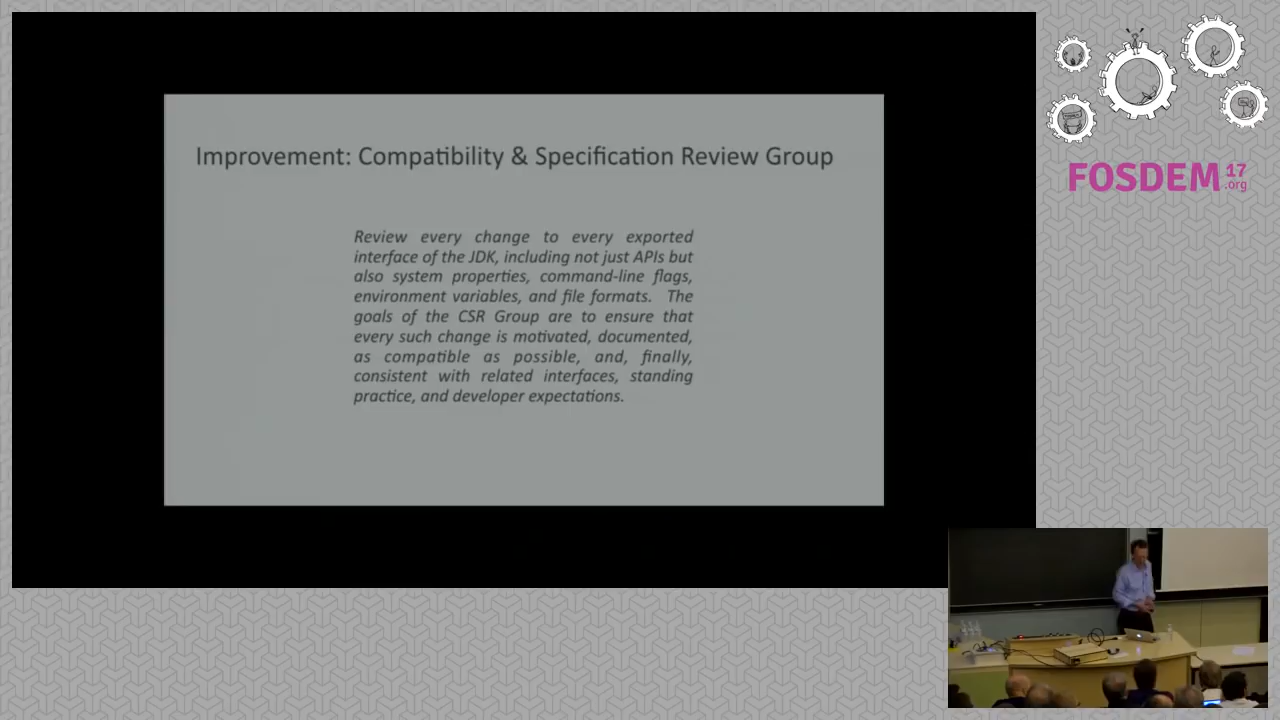 Improvement: Compatibility & Specification Review Group
Review every change to every exported
interface of the JDK, including not just APIs but
also system properties, command-line flags,
environment variables, and file formats. The
goals of the CSR Group are to ensure that
every such change is motivated, documented,
as compatible as possible, and, finally,
consistent with related interfaces, standing
practice, and developer expectations.
FOSDEM 17
.org